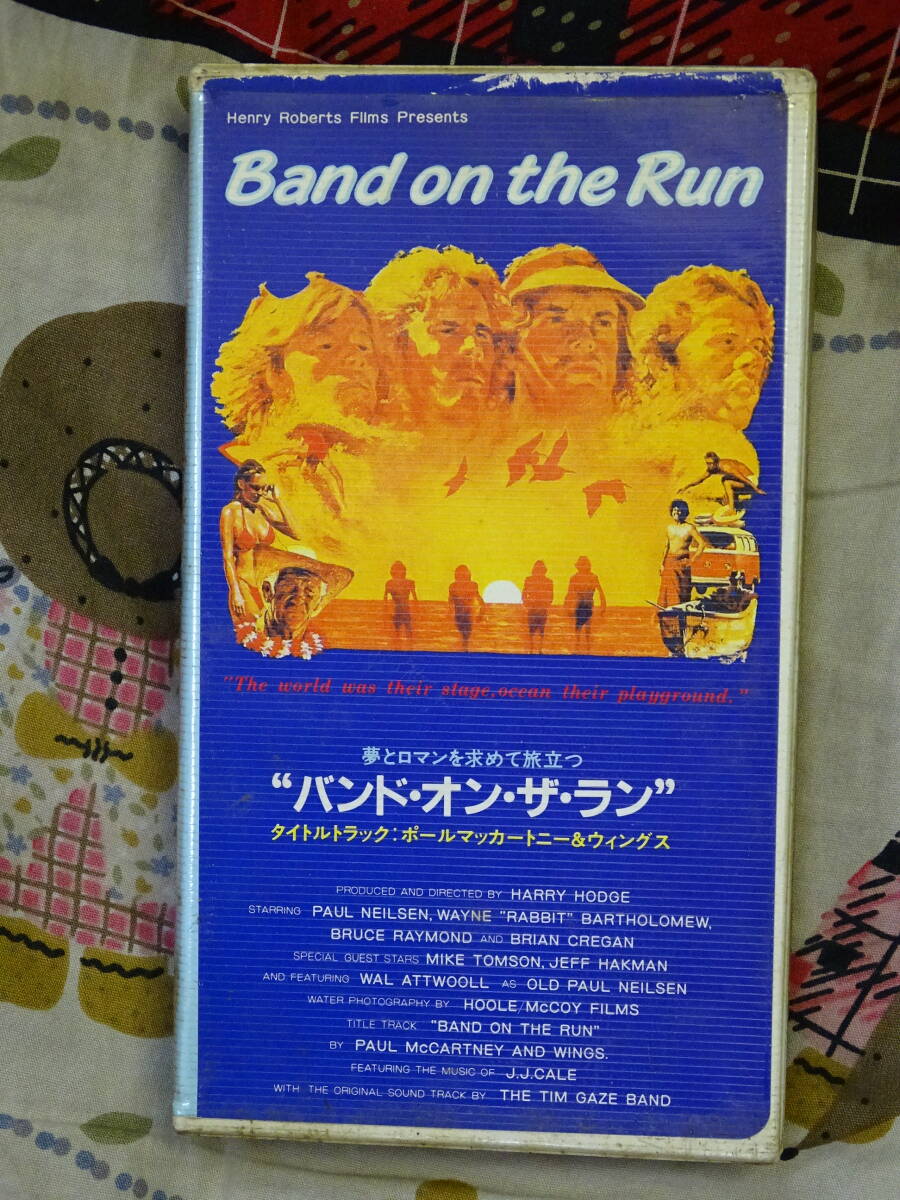 Henry Roberts Films Presents
Band on the Run
"The world was their stage,ocean their playground."
夢とロマンを求めて旅立つ
“バンド・オン・ザ・ラン”
タイトルトラック:ポールマッカートニー&ウィングス
PRODUCED AND DIRECTED BY HARRY HODGE
STARRING PAUL NEILSEN, WAYNE "RABBIT" BARTHOLOMEW,
BRUCE RAYMOND AND BRIAN CREGAN
SPECIAL GUEST STARS MIKE TOMSON, JEFF HAKMAN
AND FEATURING WAL ATTWOOLL AS OLD PAUL NEILSEN
WATER PHOTOGRAPHY BY HOOLE/McCOY FILMS
TITLE TRACK "BAND ON THE RUN"
BY PAUL McCARTNEY AND WINGS.
FEATURING THE MUSIC OF J.J.CALE
WITH THE ORIGINAL SOUND TRACK BY THE TIM GAZE BAND